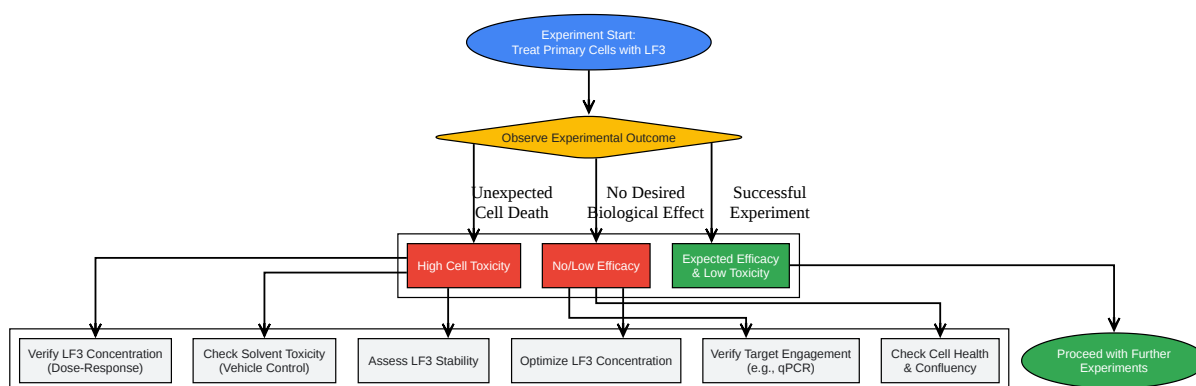 Experiment Start:
Treat Primary Cells with LF3
Observe Experimental Outcome
Unexpected
Cell Death
No Desired
Biological Effect
Successful
Experiment
High Cell Toxicity
No/Low Efficacy
Expected Efficacy
& Low Toxicity
Verify LF3 Concentration
(Dose-Response)
Check Solvent Toxicity
(Vehicle Control)
Assess LF3 Stability
Optimize LF3 Concentration
Verify Target Engagement
(e.g., qPCR)
Check Cell Health
& Confluency
Proceed with Further
Experiments